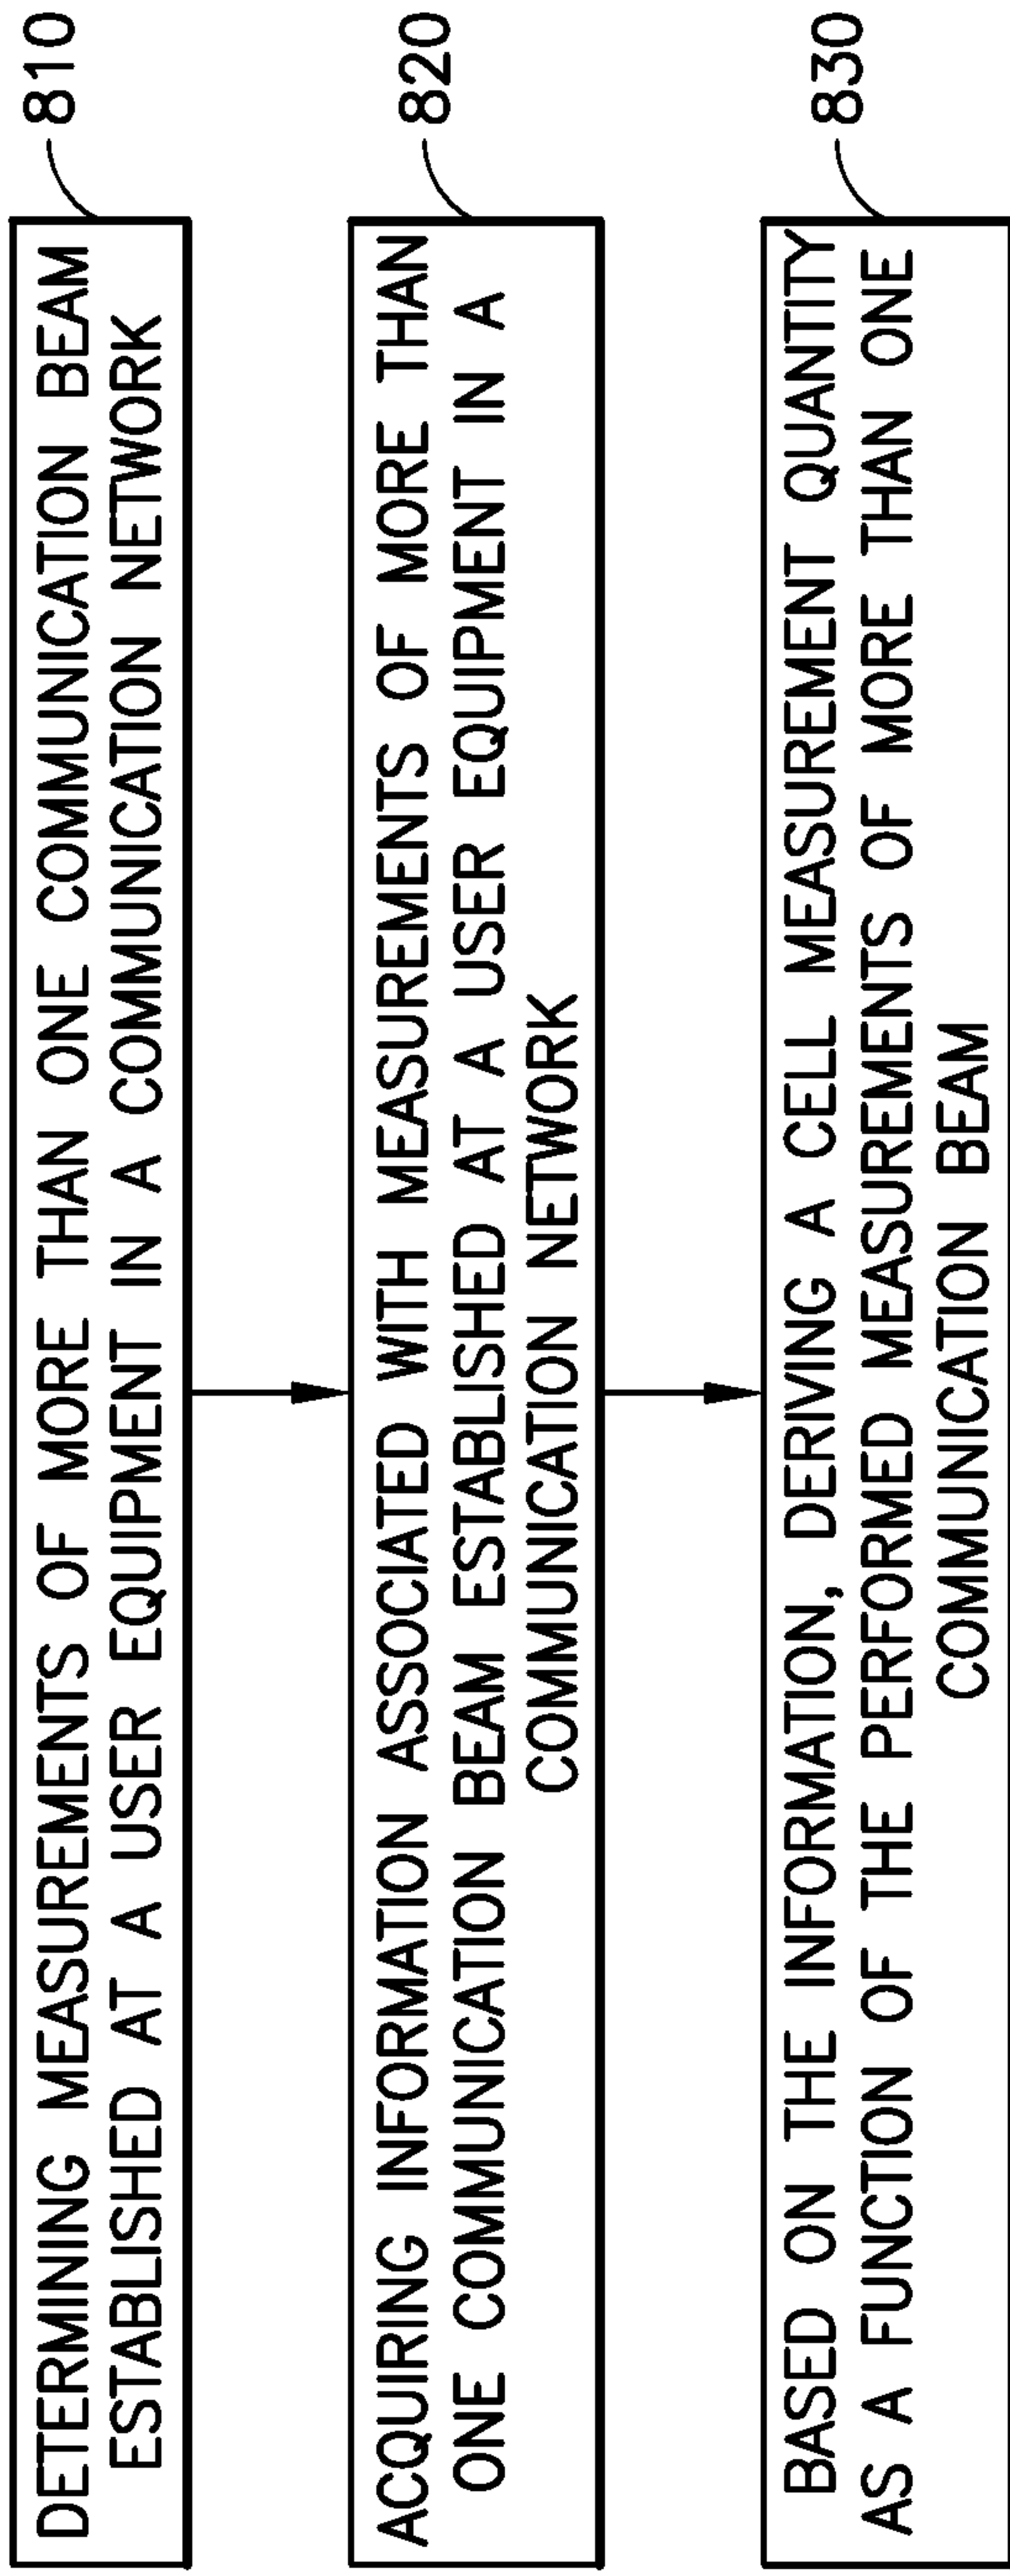 DETERMINING MEASUREMENTS OF MORE THAN ONE COMMUNICATION BEAM
ESTABLISHED AT A USER EQUIPMENT IN A COMMUNICATION NETWORK
810
ACQUIRING INFORMATION ASSOCIATED WITH MEASUREMENTS OF MORE THAN
ONE COMMUNICATION BEAM ESTABLISHED AT A USER EQUIPMENT IN A
COMMUNICATION NETWORK
820
BASED ON THE INFORMATION, DERIVING A CELL MEASUREMENT QUANTITY
AS A FUNCTION OF THE PERFORMED MEASUREMENTS OF MORE THAN ONE
COMMUNICATION BEAM
830